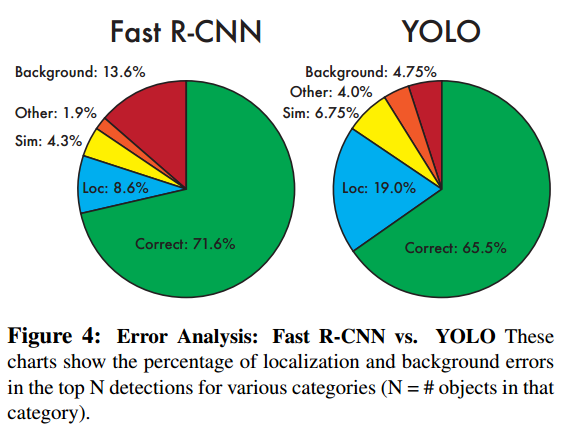 Fast R-CNN
Background: 13.6%
Other: 1.9%
Sim: 4.3%
Loc: 8.6%
Correct: 71.6%
YOLO
Background: 4.75%
Other: 4.0%
Sim: 6.75%
Loc: 19.0%
Correct: 65.5%
Figure 4: Error Analysis: Fast R-CNN vs. YOLO These
charts show the percentage of localization and background errors
in the top N detections for various categories (N = # objects in that
category).